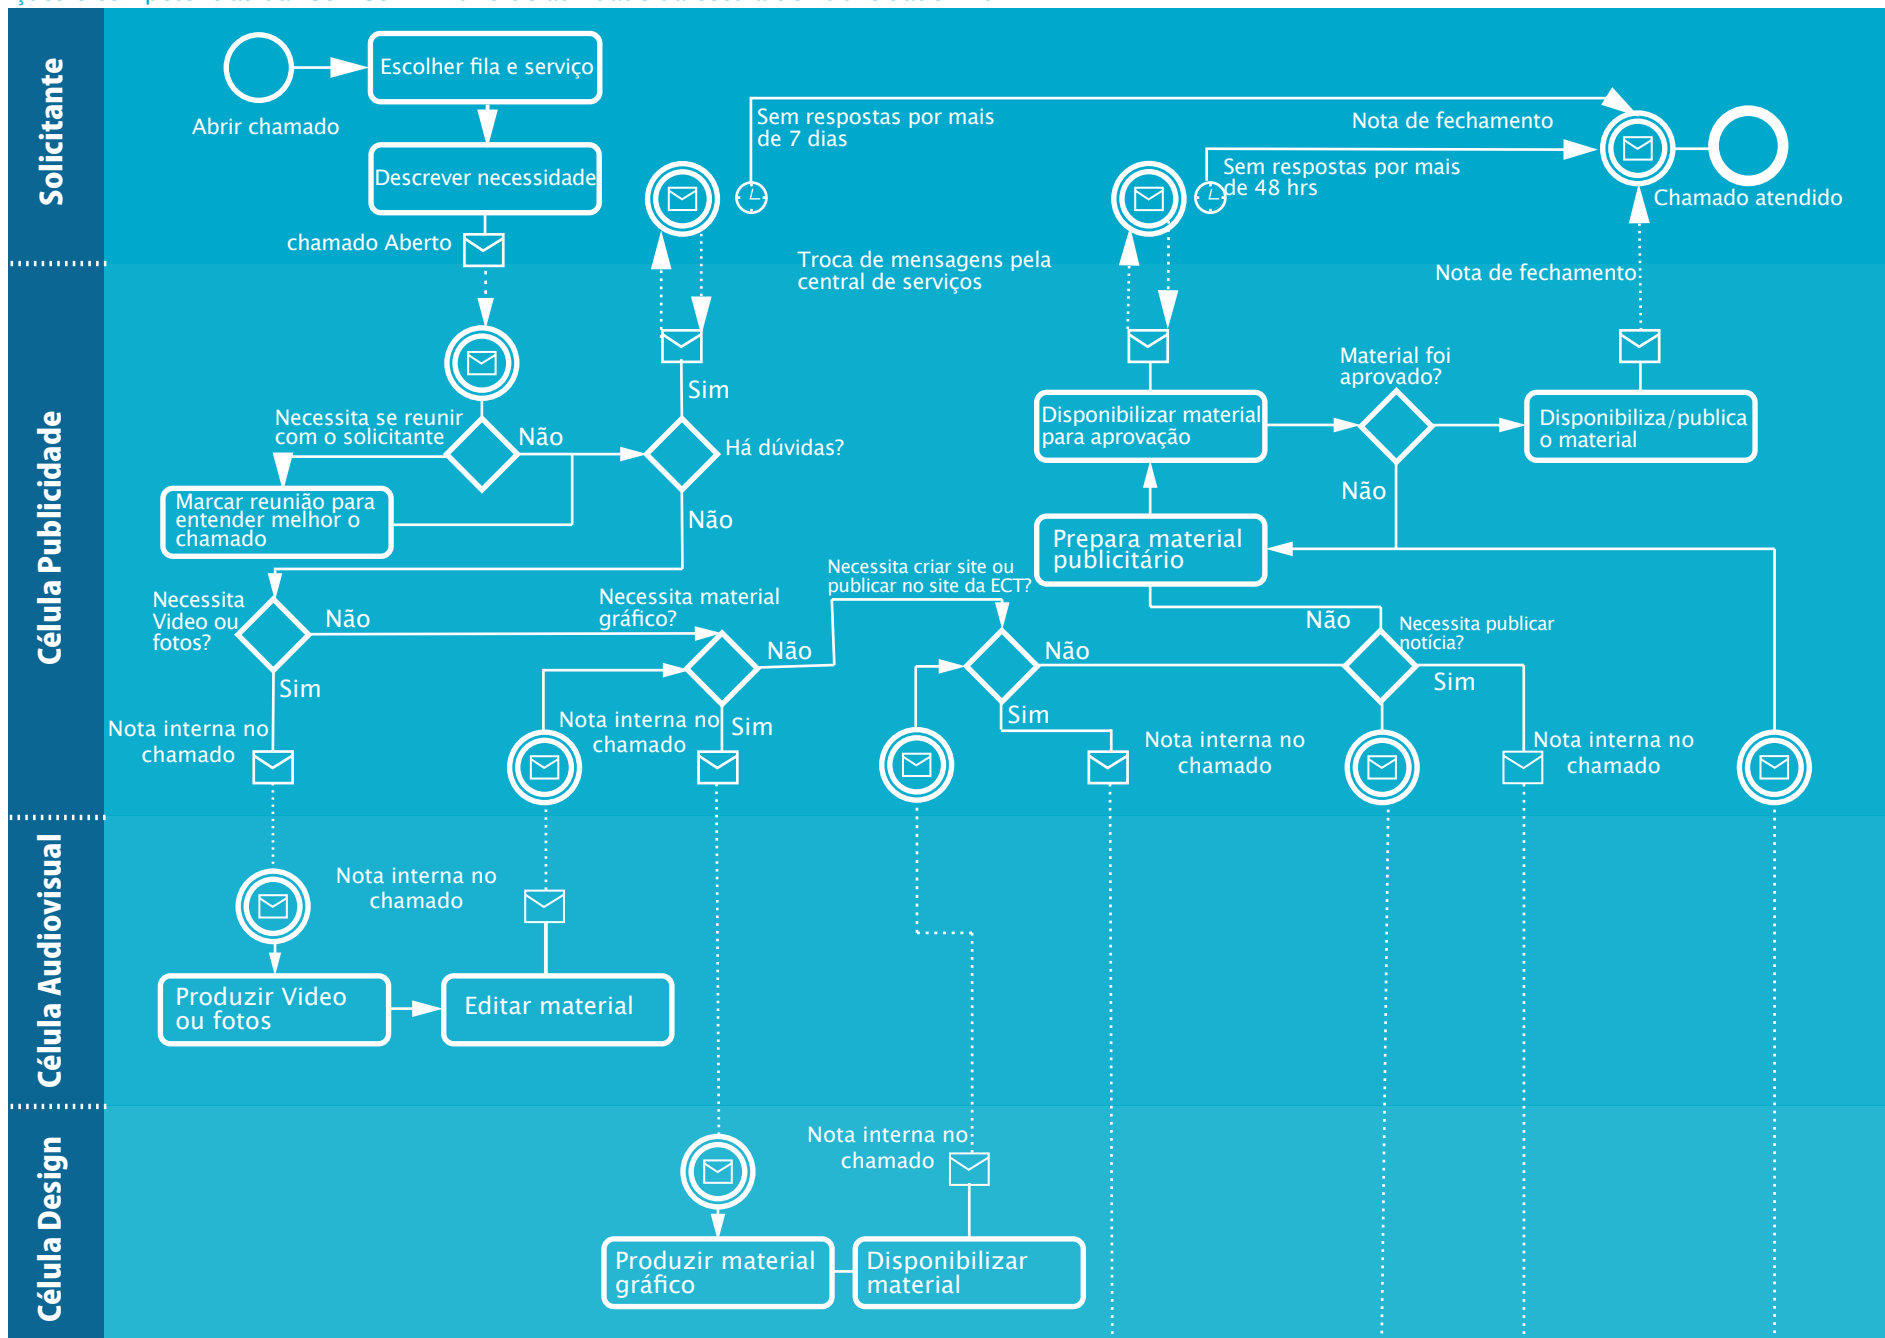 Solicitante
Abrir chamado
Escolher fila e serviço
Descrever necessidade
chamado Aberto
Sem respostas por mais
de 7 dias
Troca de mensagens pela
central de serviços
Sem respostas por mais
de 48 hrs
Nota de fechamento
Chamado atendido
Nota de fechamento
Célula Publicidade
Necessita se reunir
com o solicitante
Não
Marcar reunião para
entender melhor o
chamado
Sim
Há dúvidas?
Não
Disponibilizar material
para aprovação
Material foi
aprovado?
Não
Disponibiliza/publica
o material
Prepara material
publicitário
Necessita
Video ou
fotos?
Não
Sim
Nota interna no
chamado
Necessita material
gráfico?
Não
Sim
Nota interna no
chamado
Necessita criar site ou
publicar no site da ECT?
Não
Sim
Nota interna no
chamado
Não
Necessita publicar
notícia?
Sim
Nota interna no
chamado
Célula Audiovisual
Nota interna no
chamado
Produzir Video
ou fotos
Editar material
Célula Design
Nota interna no
chamado
Produzir material
gráfico
Disponibilizar
material